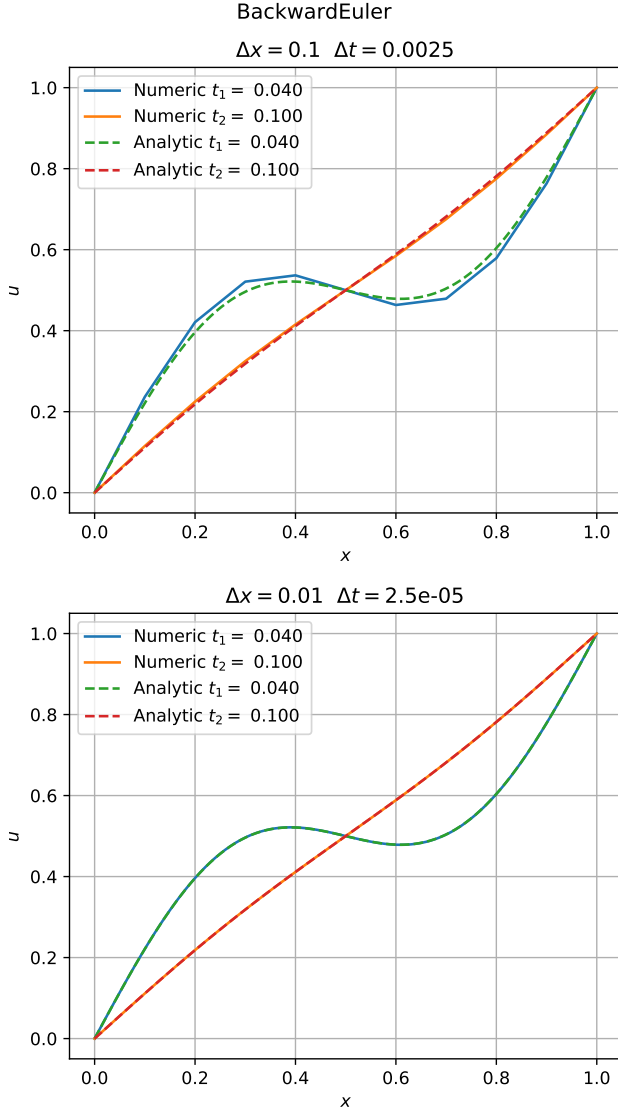 BackwardEuler
Δx = 0.1 Δt = 0.0025
1.0
0.8
0.6
0.4
0.2
0.0
u
Numeric t₁ = 0.040
Numeric t₂ = 0.100
Analytic t₁ = 0.040
Analytic t₂ = 0.100
0.0 0.2 0.4 0.6 0.8 1.0
x
Δx = 0.01 Δt = 2.5e-05
1.0
0.8
0.6
0.4
0.2
0.0
u
Numeric t₁ = 0.040
Numeric t₂ = 0.100
Analytic t₁ = 0.040
Analytic t₂ = 0.100
0.0 0.2 0.4 0.6 0.8 1.0
x